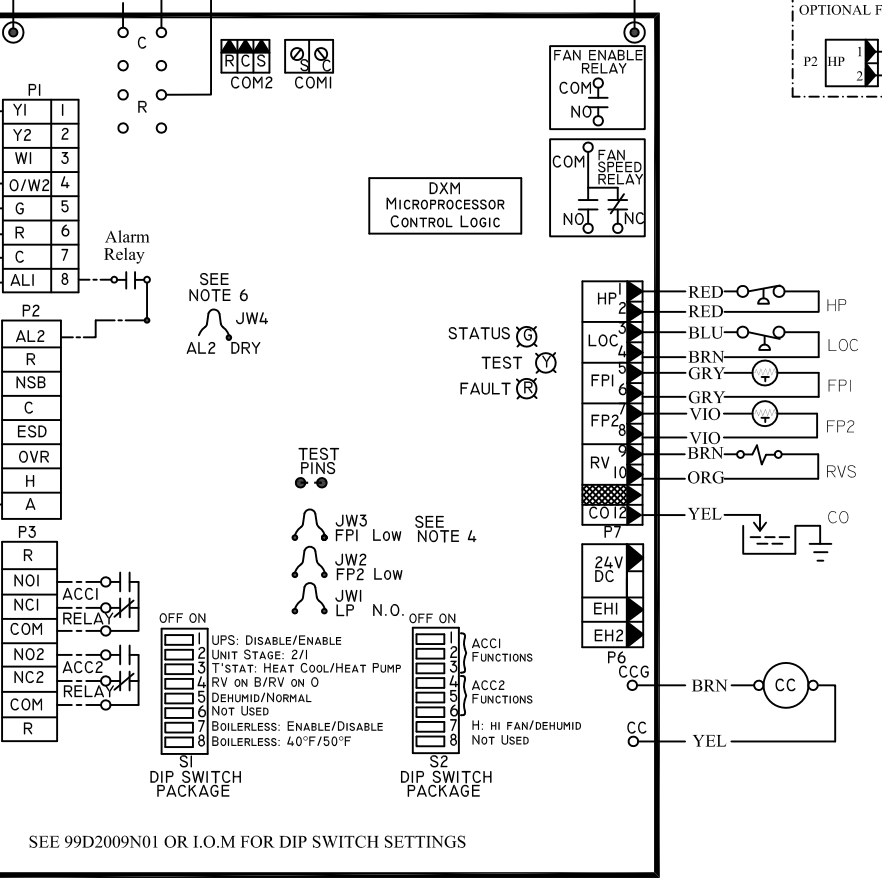 OPTIONAL F
P2 HP 1
2
C
R
R C S
COM2
S C
COM1
FAN ENABLE
RELAY
COM
NO
COM
FAN
SPEED
RELAY
NO
NC
DXM
MICROPROCESSOR
CONTROL LOGIC
P1
Y1 1
Y2 2
W1 3
O/W2 4
G 5
R 6
C 7
AL1 8
Alarm
Relay
P2
AL2
R
NSB
C
ESD
OVR
H
A
P3
R
NO1
NC1
COM
NO2
NC2
COM
R
ACC1
RELAY
ACC2
RELAY
SEE
NOTE 6
JW4
AL2 DRY
STATUS G
TEST Y
FAULT R
TEST
PINS
JW3
FP1 LOW
SEE
NOTE 4
JW2
FP2 LOW
JW1
LP N.O.
HP 1 RED
2 RED
HP
LOC 3 BLU
4 BRN
LOC
FP1 5 GRY
6 GRY
FP1
FP2 7 VIO
8 VIO
FP2
RV 9 BRN
10 ORG
RVS
CO 12 YEL
CO
P7
24V
DC
EH1
EH2
P6
CCG BRN
CC
CC YEL
OFF ON
1 UPS: DISABLE/ENABLE
2 UNIT STAGE: 2/1
3 T'STAT: HEAT COOL/HEAT PUMP
4 RV ON B/RV ON O
5 DEHUMID/NORMAL
6 NOT USED
7 BOILERLESS: ENABLE/DISABLE
8 BOILERLESS: 40°F/50°F
S1
DIP SWITCH
PACKAGE
OFF ON
1
2
3
ACC1
FUNCTIONS
4
5
6
ACC2
FUNCTIONS
7 H: HI FAN/DEHUMID
8 NOT USED
S2
DIP SWITCH
PACKAGE
SEE 99D2009N01 OR I.O.M FOR DIP SWITCH SETTINGS